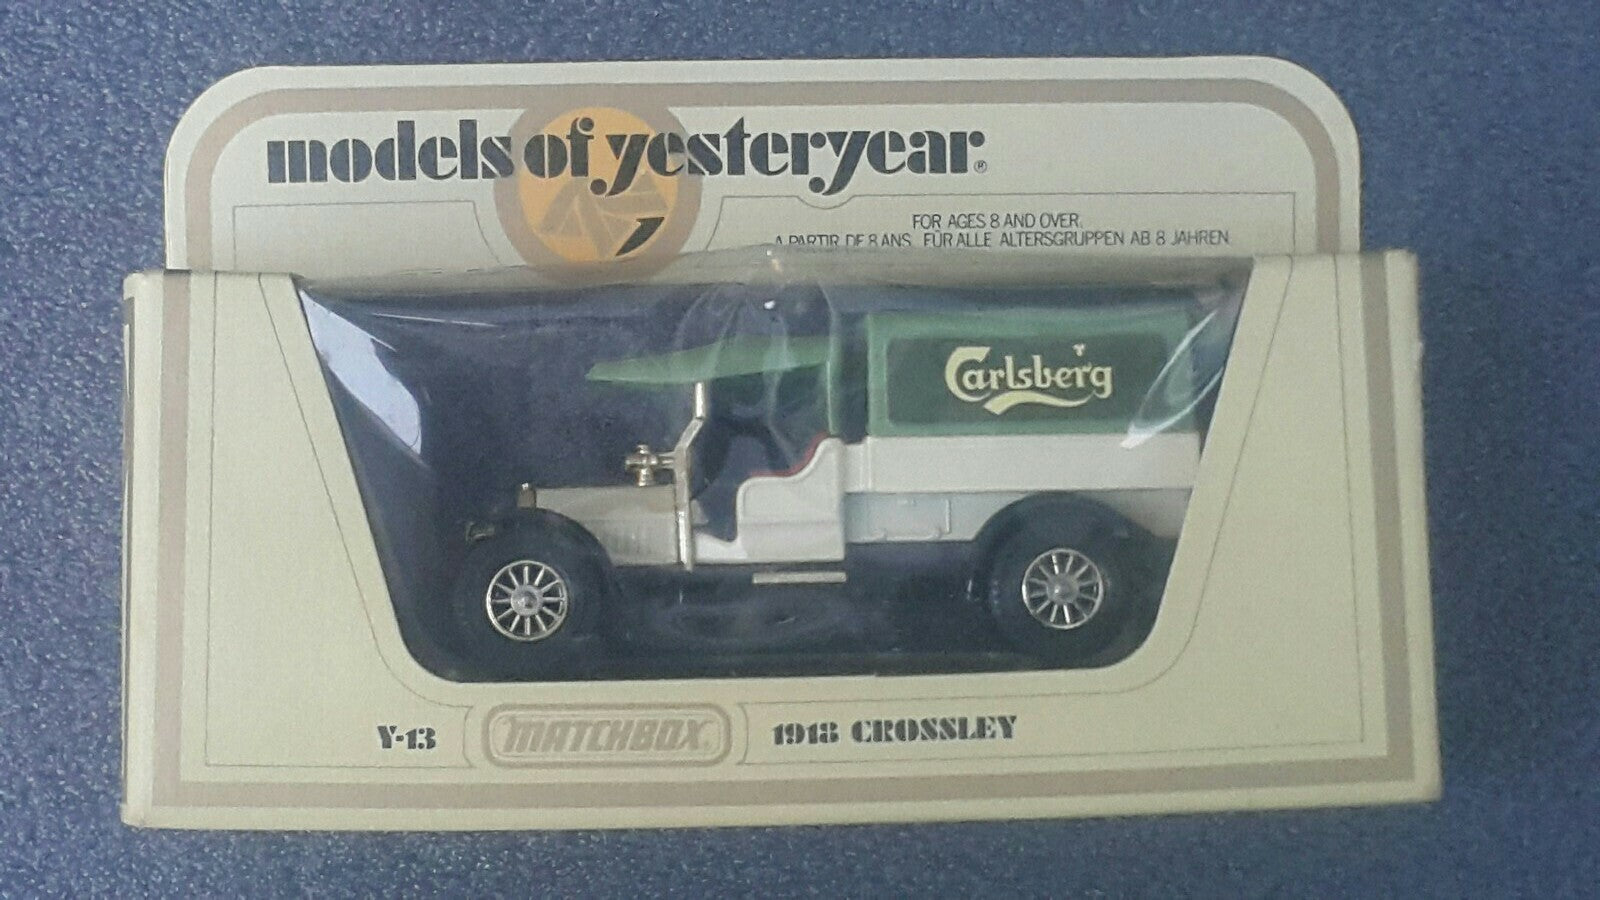 models of yesteryear®
FOR AGES 8 AND OVER.
A PARTIR DE 8 ANS. FÜR ALLE ALTERSGRUPPEN AB 8 JAHREN.
Carlsberg
Y-13 MATCHBOX® 1918 CROSSLEY